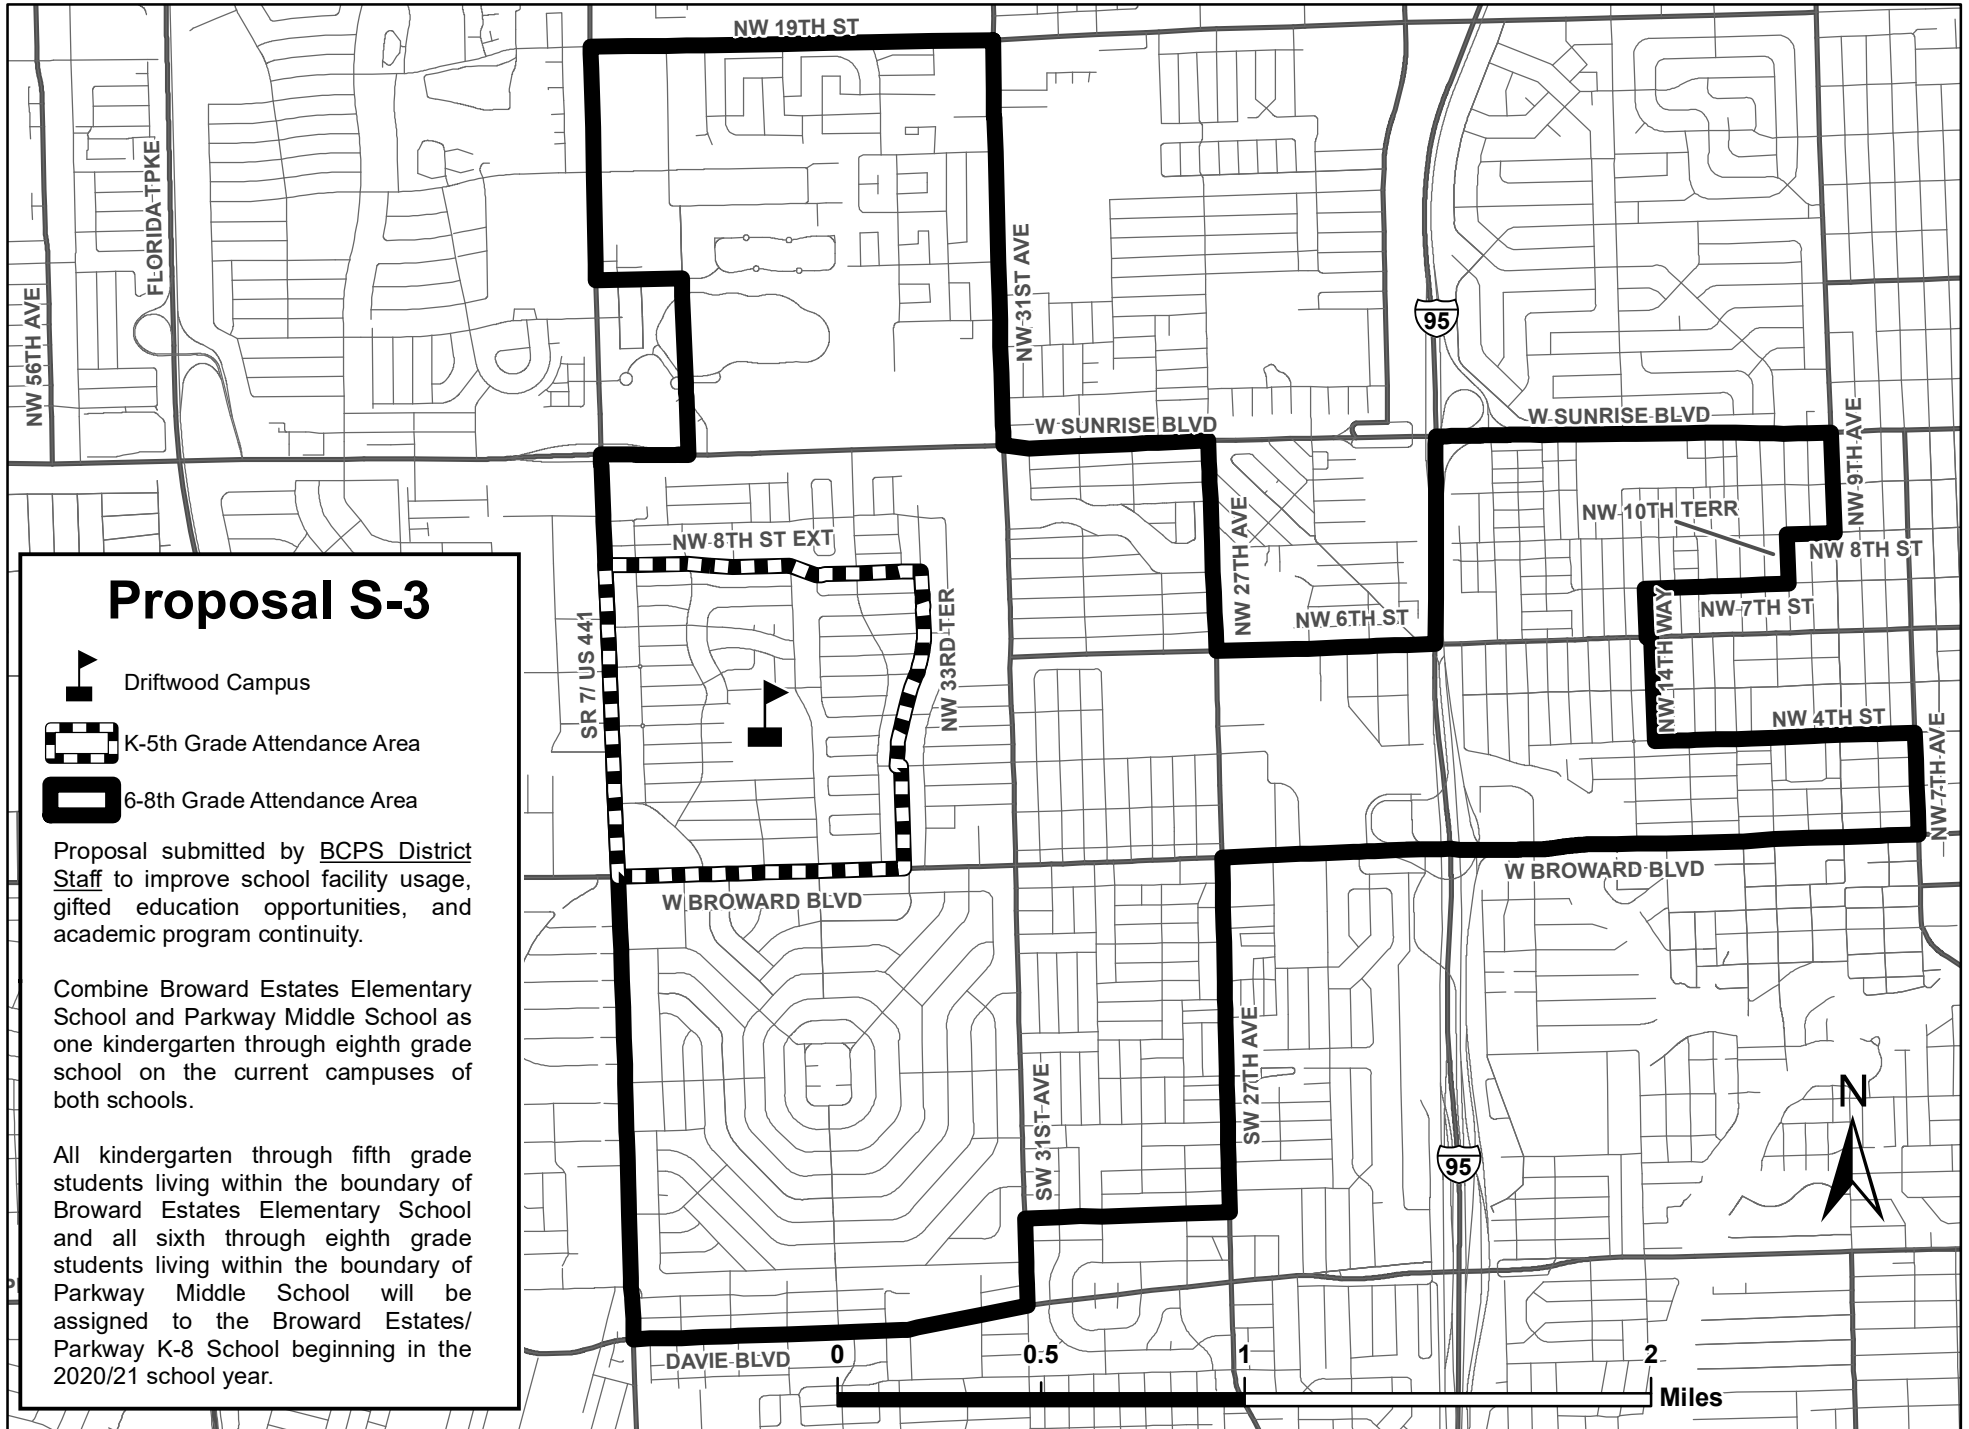 NW 19TH ST
FLORIDA TPKE
NW 56TH AVE
NW 31ST AVE
95
W SUNRISE BLVD
W SUNRISE BLVD
NW 9TH AVE
NW 10TH TERR
NW 8TH ST
NW 27TH AVE
NW 8TH ST EXT
NW 7TH ST
NW 6TH ST
NW 14TH WAY
NW 33RD TER
SR 7/ US 441
NW 4TH ST
NW 7TH AVE
W BROWARD BLVD
W BROWARD BLVD
SW 27TH AVE
SW 31ST AVE
95
N
DAVIE BLVD
0 0.5 1 2
Miles
Proposal S-3
Driftwood Campus
K-5th Grade Attendance Area
6-8th Grade Attendance Area
Proposal submitted by BCPS District
Staff to improve school facility usage,
gifted education opportunities, and
academic program continuity.
Combine Broward Estates Elementary
School and Parkway Middle School as
one kindergarten through eighth grade
school on the current campuses of
both schools.
All kindergarten through fifth grade
students living within the boundary of
Broward Estates Elementary School
and all sixth through eighth grade
students living within the boundary of
Parkway Middle School will be
assigned to the Broward Estates/
Parkway K-8 School beginning in the
2020/21 school year.